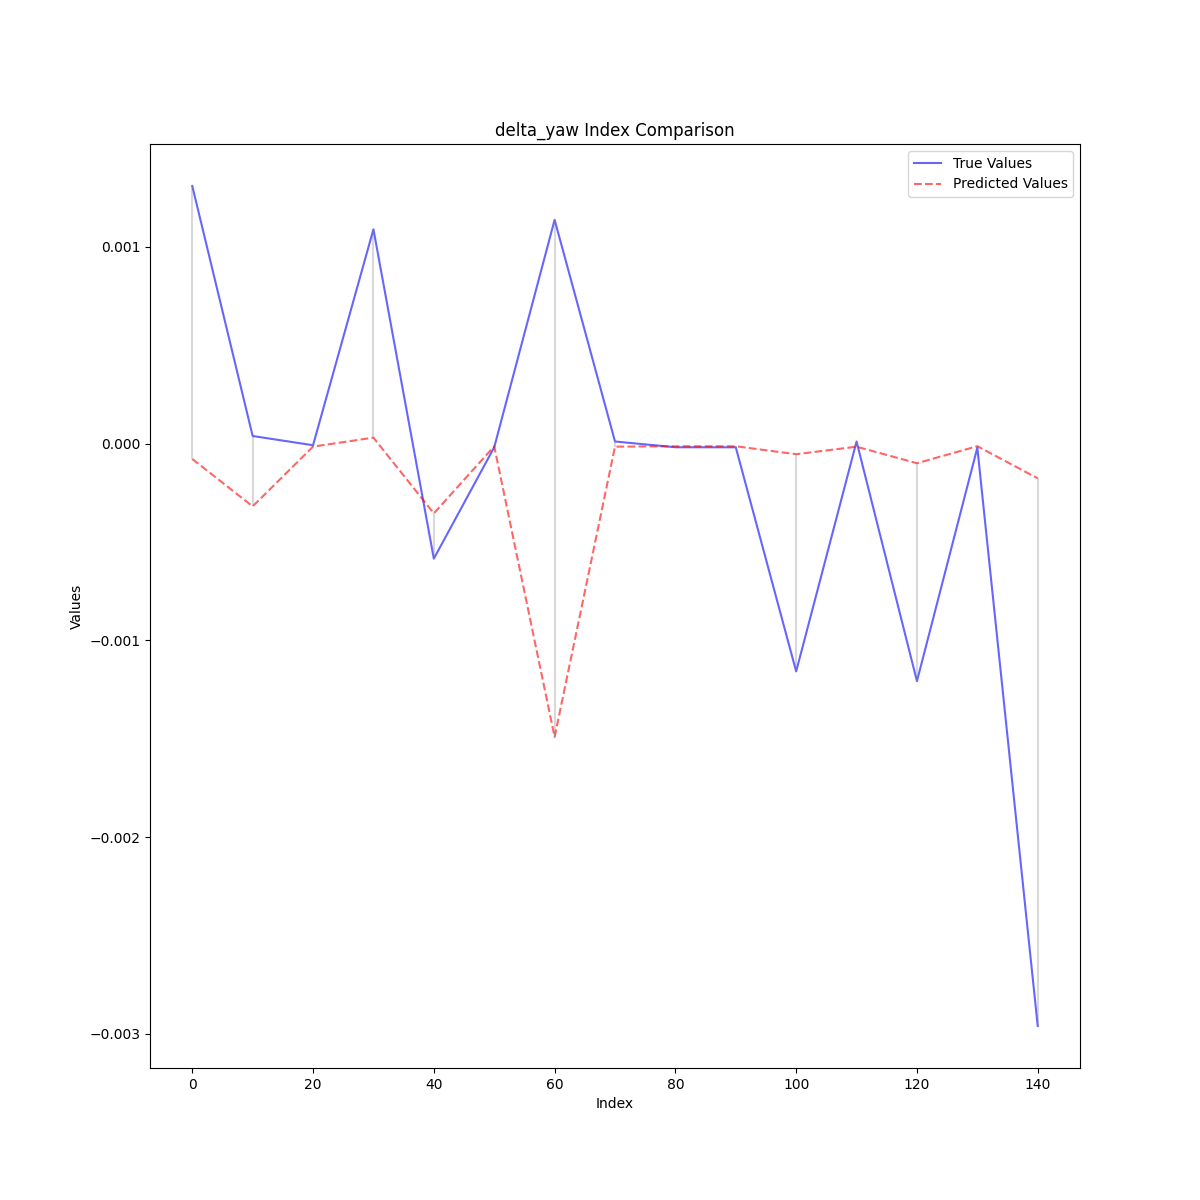 delta_yaw Index Comparison
True Values
Predicted Values
0.001
0.000
−0.001
−0.002
−0.003
Values
0 20 40 60 80 100 120 140
Index